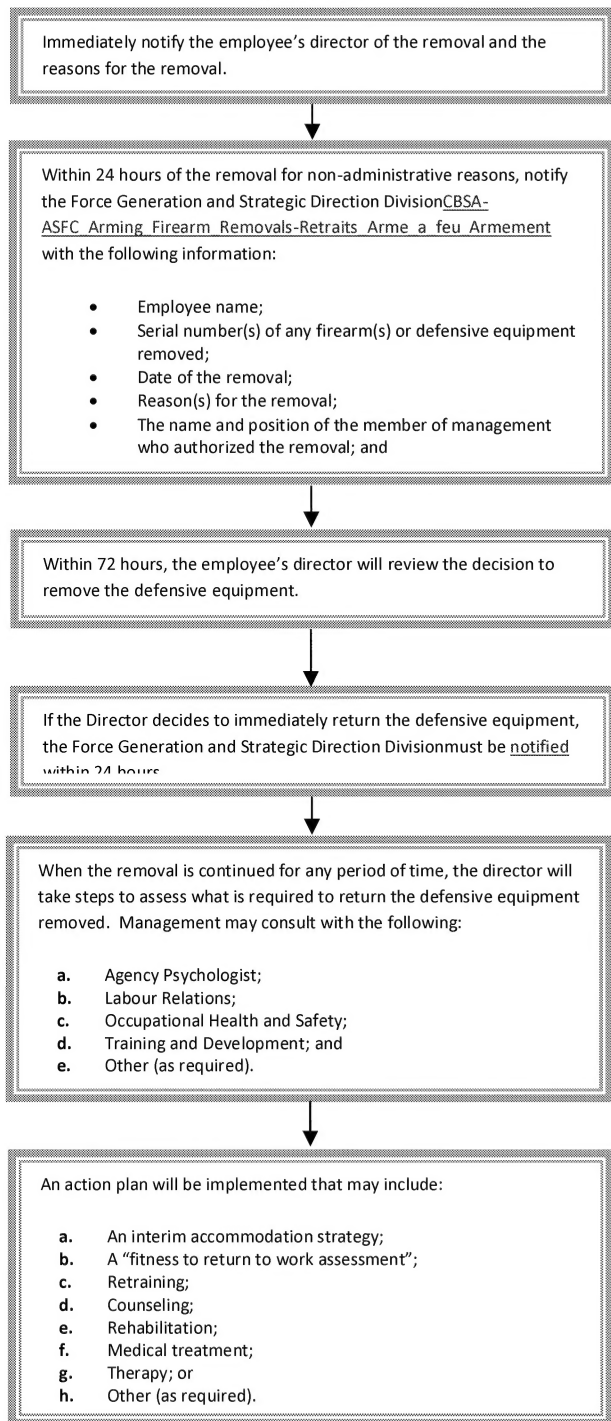 Immediately notify the employee’s director of the removal and the
reasons for the removal.
Within 24 hours of the removal for non-administrative reasons, notify
the Force Generation and Strategic Direction DivisionCBSA-
ASFC_Arming_Firearm_Removals-Retraits_Arme_a_feu_Armement
with the following information:
• Employee name;
• Serial number(s) of any firearm(s) or defensive equipment
removed;
• Date of the removal;
• Reason(s) for the removal;
• The name and position of the member of management
who authorized the removal; and
Within 72 hours, the employee’s director will review the decision to
remove the defensive equipment.
If the Director decides to immediately return the defensive equipment,
the Force Generation and Strategic Direction Divisionmust be notified
within 24 hours
When the removal is continued for any period of time, the director will
take steps to assess what is required to return the defensive equipment
removed. Management may consult with the following:
a. Agency Psychologist;
b. Labour Relations;
c. Occupational Health and Safety;
d. Training and Development; and
e. Other (as required).
An action plan will be implemented that may include:
a. An interim accommodation strategy;
b. A “fitness to return to work assessment”;
c. Retraining;
d. Counseling;
e. Rehabilitation;
f. Medical treatment;
g. Therapy; or
h. Other (as required).